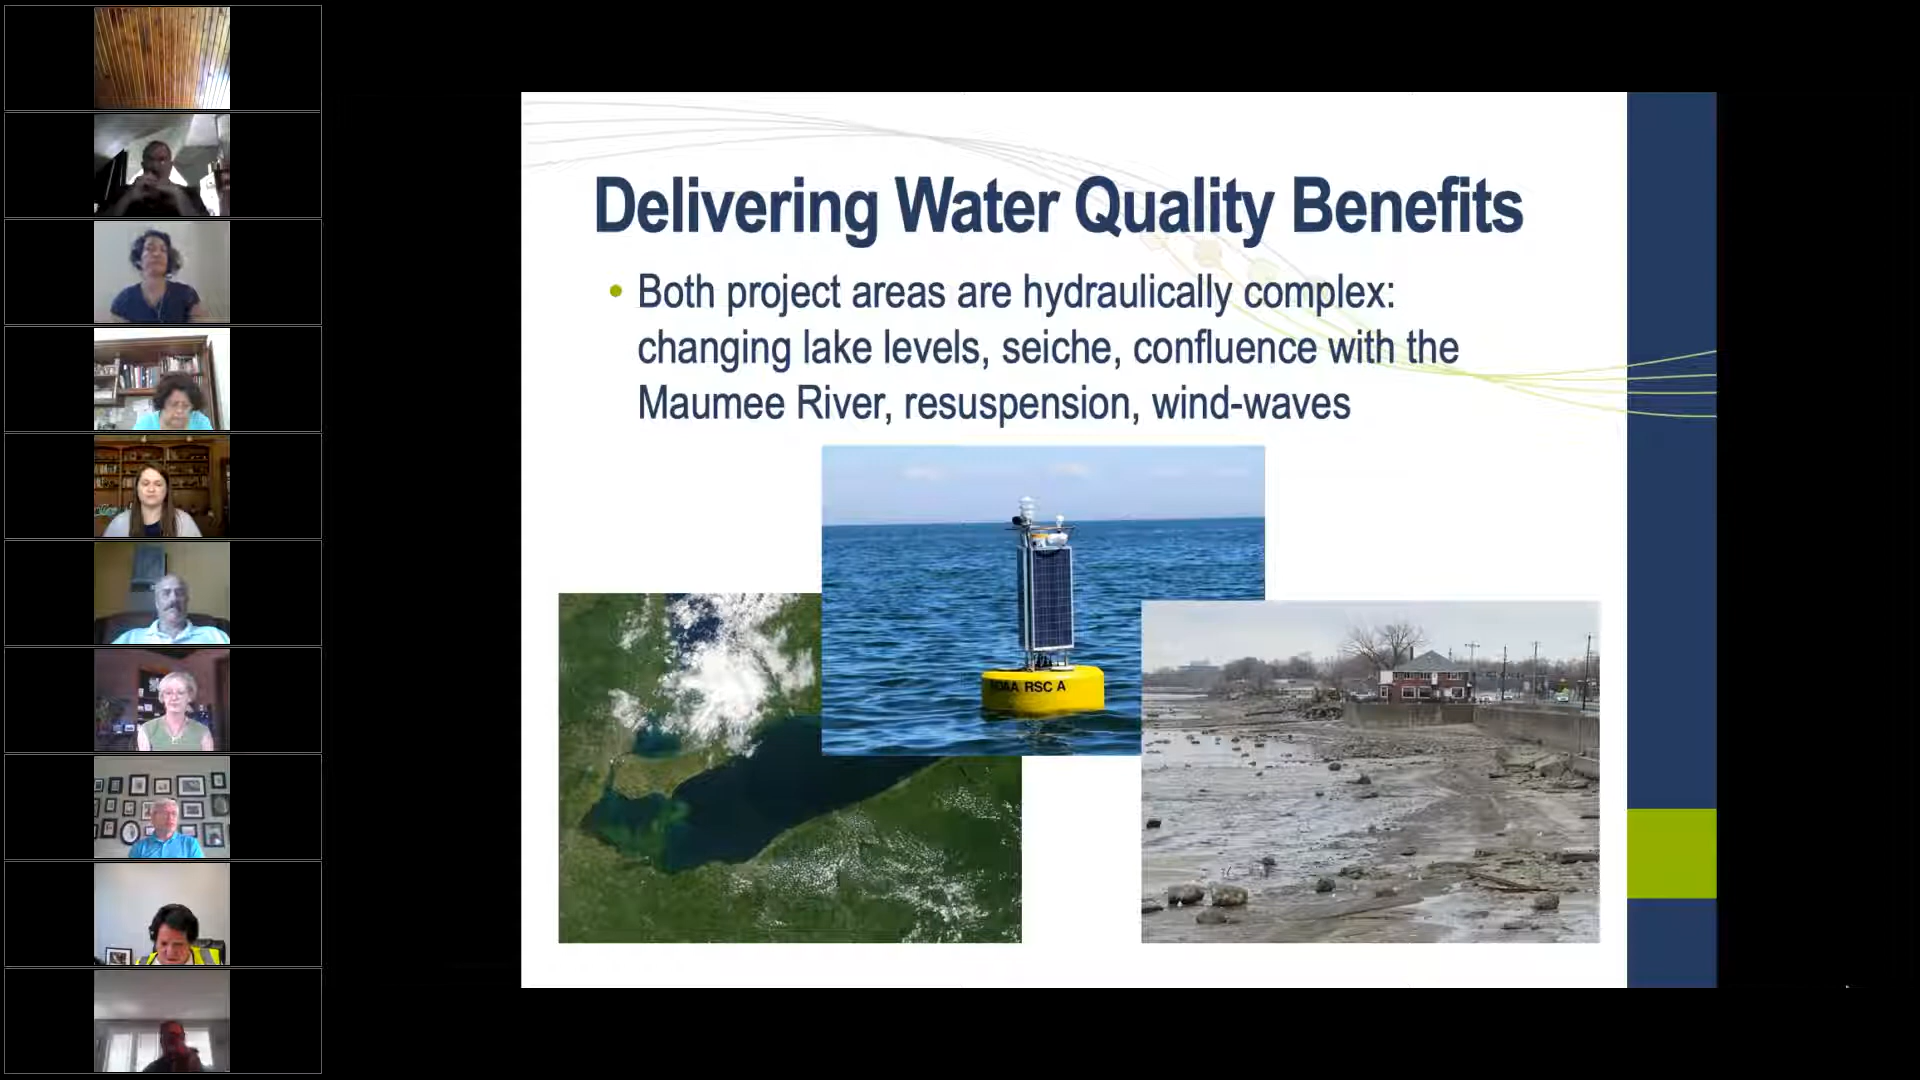 Delivering Water Quality Benefits
• Both project areas are hydraulically complex:
changing lake levels, seiche, confluence with the
Maumee River, resuspension, wind-waves
NOAA RSC A